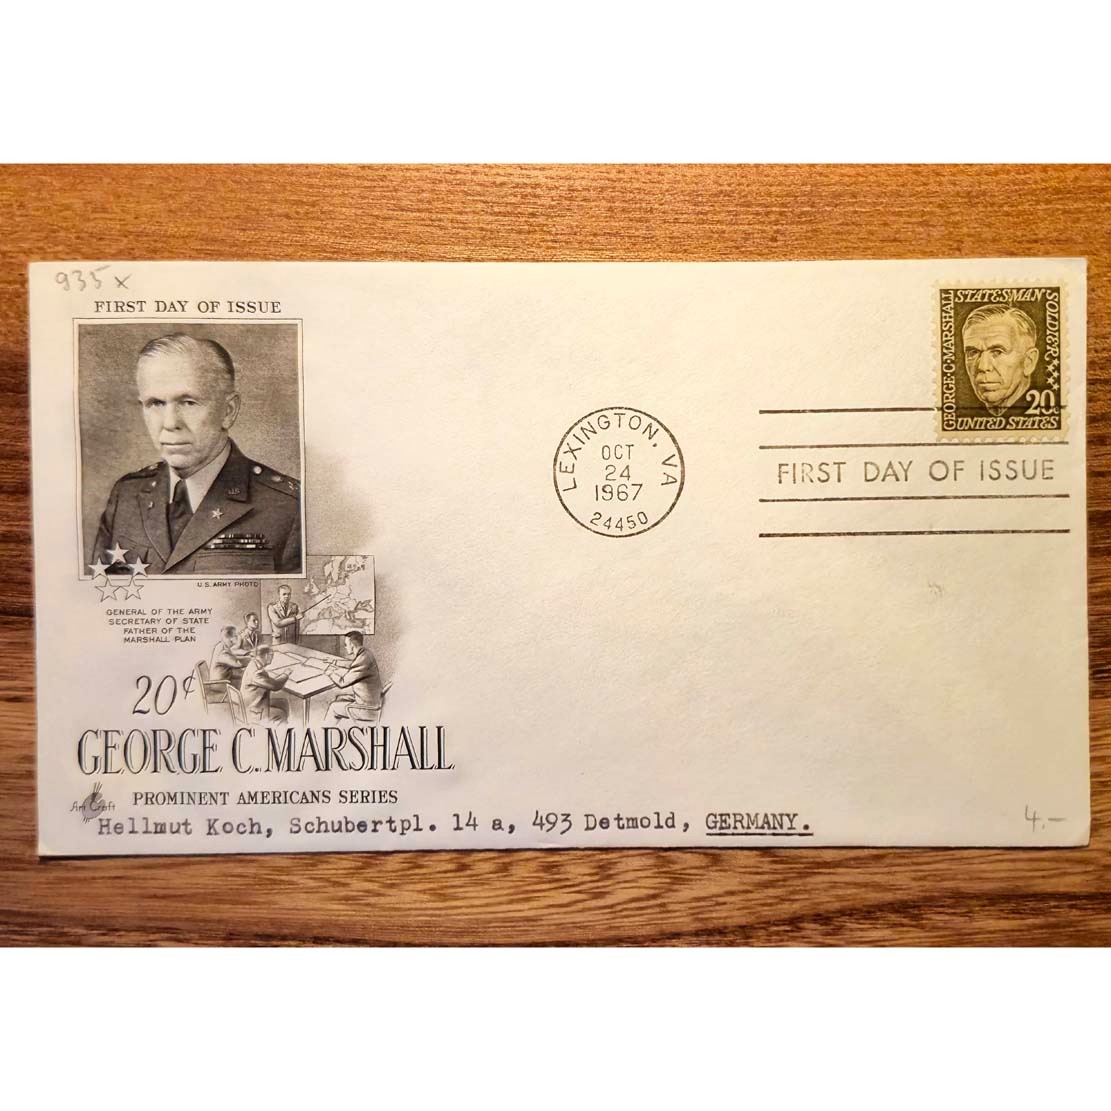 935 x
FIRST DAY OF ISSUE
U.S.
U.S. ARMY PHOTO
GENERAL OF THE ARMY
SECRETARY OF STATE
FATHER OF THE
MARSHALL PLAN
20¢
GEORGE C. MARSHALL
Art Craft
PROMINENT AMERICANS SERIES
Hellmut Koch, Schubertpl. 14 a, 493 Detmold, GERMANY.
LEXINGTON, VA
OCT
24
1967
24450
GEORGE·C·MARSHALL
STATESMAN
SOLDIER
20c
UNITED STATES
FIRST DAY OF ISSUE
4.—